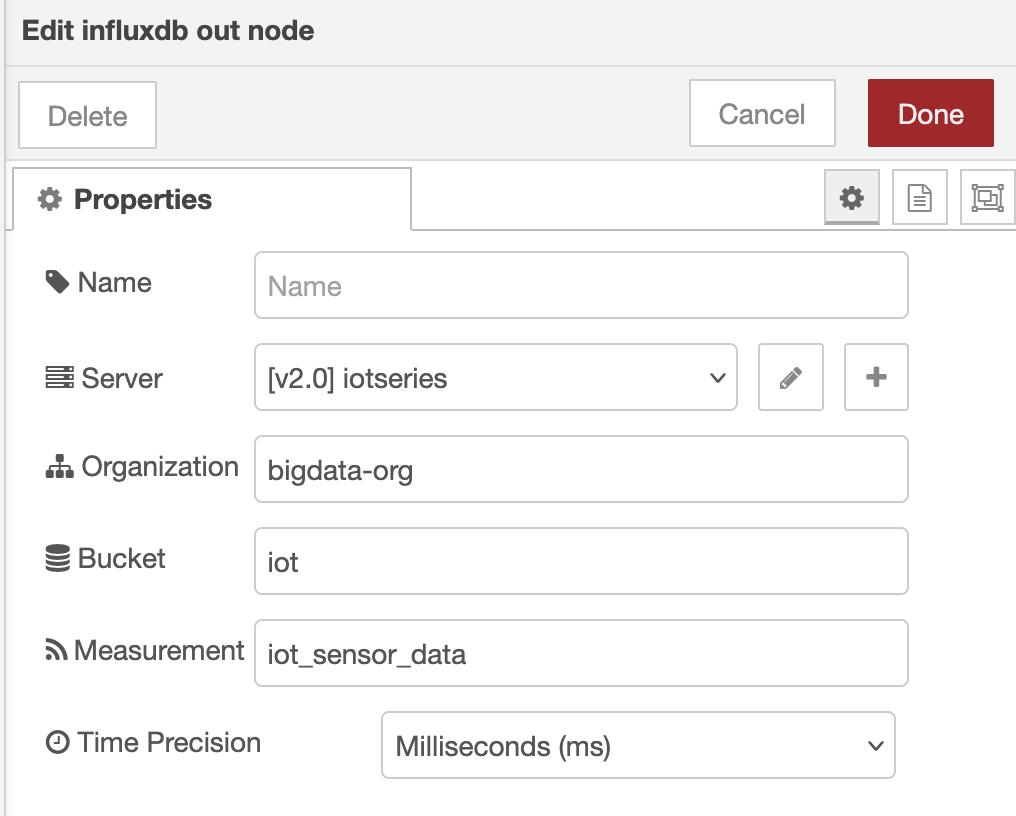 Edit influxdb out node
Delete
Cancel
Done
Properties
Name
Name
Server
[v2.0] iotseries
Organization
bigdata-org
Bucket
iot
Measurement
iot_sensor_data
Time Precision
Milliseconds (ms)